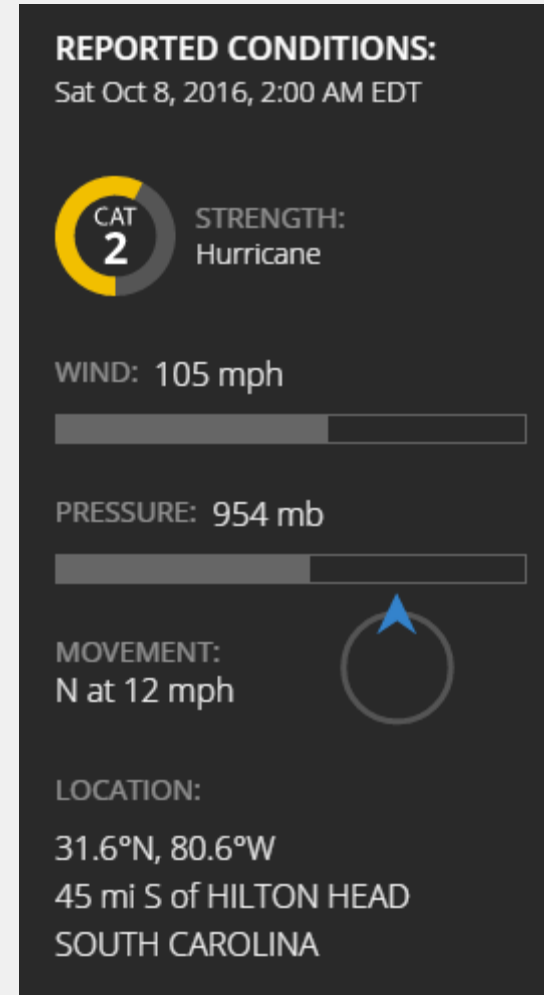 REPORTED CONDITIONS:
Sat Oct 8, 2016, 2:00 AM EDT
CAT
2
STRENGTH:
Hurricane
WIND: 105 mph
PRESSURE: 954 mb
MOVEMENT:
N at 12 mph
LOCATION:
31.6°N, 80.6°W
45 mi S of HILTON HEAD
SOUTH CAROLINA